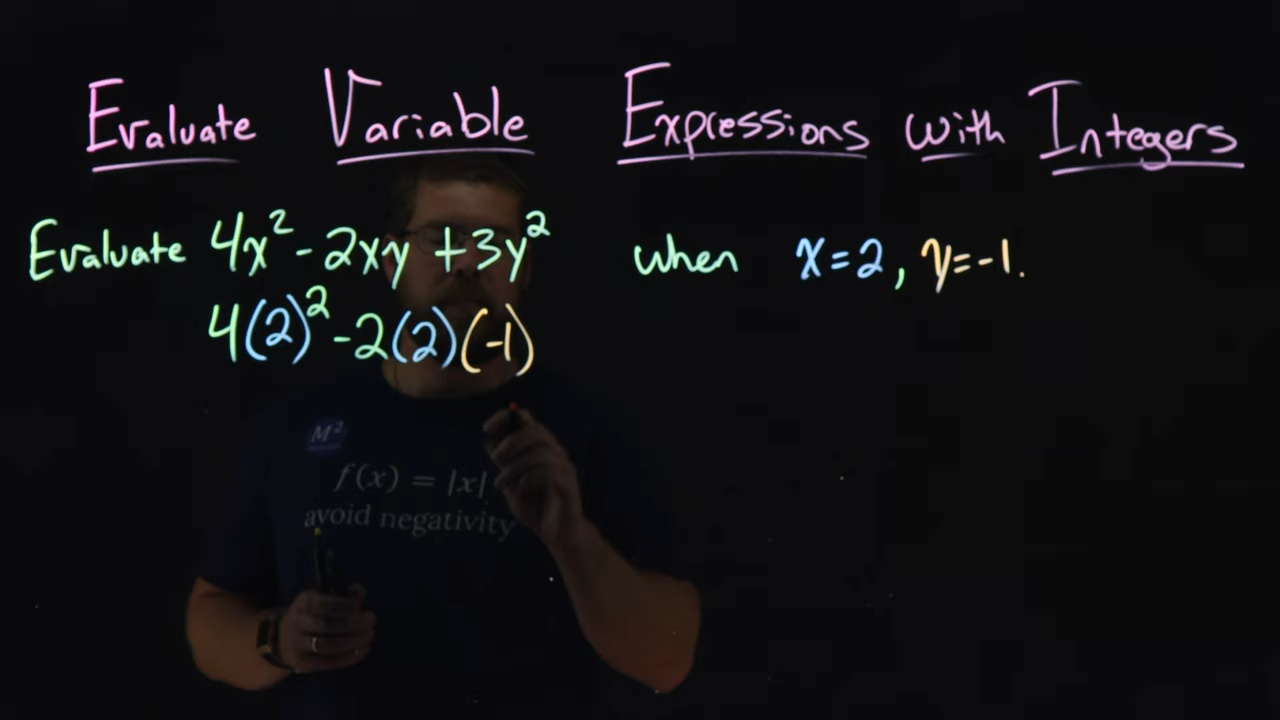 Evaluate Variable Expressions with Integers
Evaluate 4x² - 2xy + 3y² when x=2, y=-1.
4(2)² - 2(2)(-1)
M²
f(x) = |x|
avoid negativity